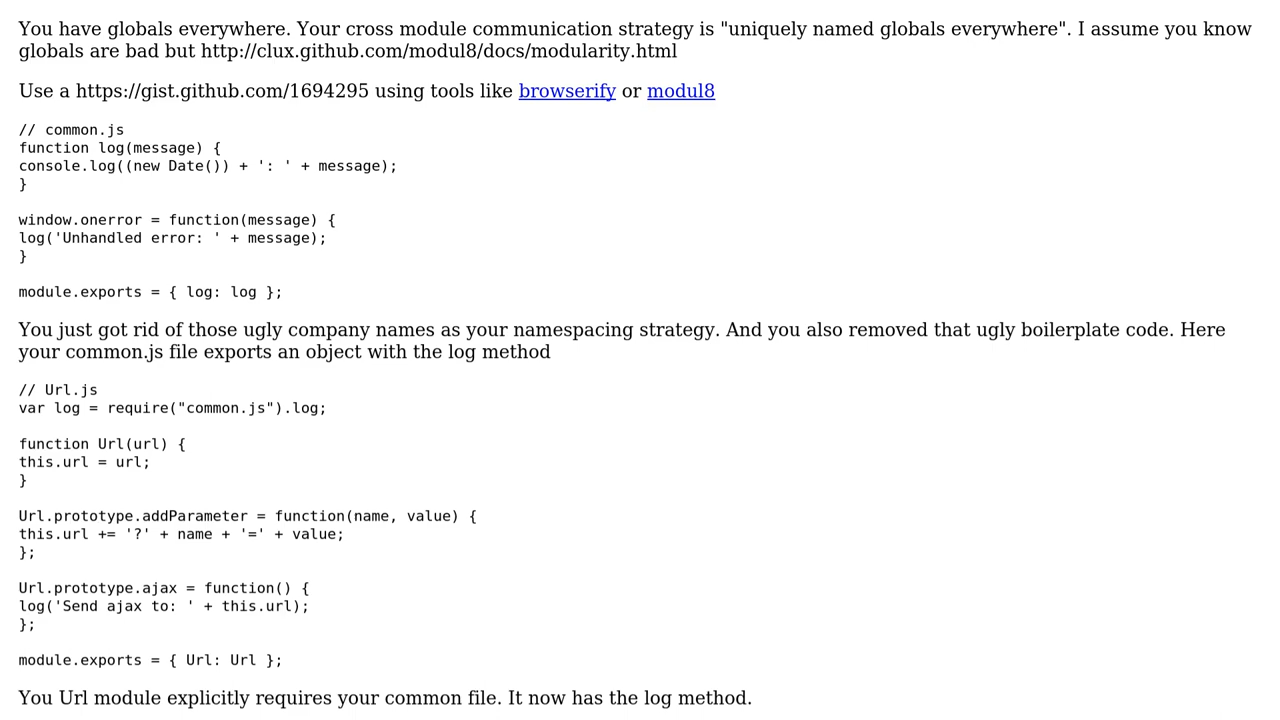 You have globals everywhere. Your cross module communication strategy is "uniquely named globals everywhere". I assume you know
globals are bad but http://clux.github.com/modul8/docs/modularity.html
Use a https://gist.github.com/1694295 using tools like browserify or modul8
// common.js
function log(message) {
console.log((new Date()) + ': ' + message);
}
window.onerror = function(message) {
log('Unhandled error: ' + message);
}
module.exports = { log: log };
You just got rid of those ugly company names as your namespacing strategy. And you also removed that ugly boilerplate code. Here
your common.js file exports an object with the log method
// Url.js
var log = require("common.js").log;
function Url(url) {
this.url = url;
}
Url.prototype.addParameter = function(name, value) {
this.url += '?' + name + '=' + value;
};
Url.prototype.ajax = function() {
log('Send ajax to: ' + this.url);
};
module.exports = { Url: Url };
You Url module explicitly requires your common file. It now has the log method.